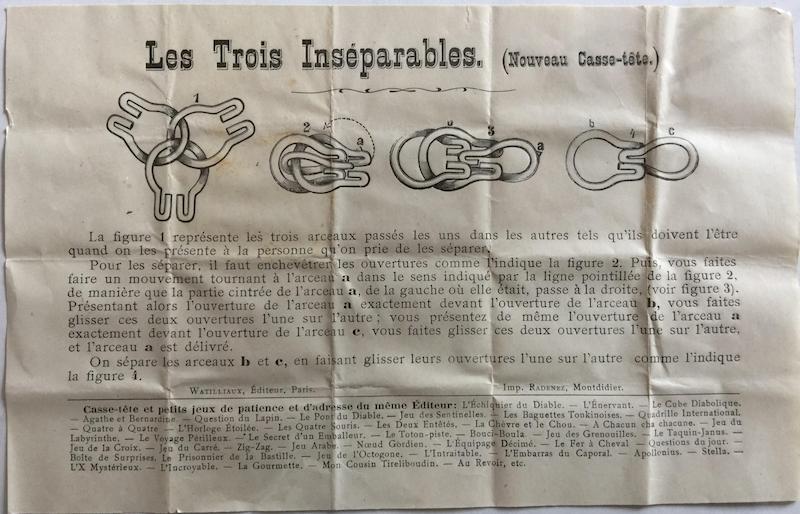 Les Trois Inséparables. (Nouveau Casse-tête.)
1
2
a
b
3
a
b
4
c
La figure 1 représente les trois arceaux passés les uns dans les autres tels qu'ils doivent l'être
quand on les présente à la personne qu'on prie de les séparer.
Pour les séparer, il faut enchevêtrer les ouvertures comme l'indique la figure 2. Puis, vous faites
faire un mouvement tournant à l'arceau a dans le sens indiqué par la ligne pointillée de la figure 2,
de manière que la partie cintrée de l'arceau a, de la gauche où elle était, passe à la droite, (voir figure 3).
Présentant alors l'ouverture de l'arceau a exactement devant l'ouverture de l'arceau b, vous faites
glisser ces deux ouvertures l'une sur l'autre ; vous présentez de même l'ouverture de l'arceau a
exactement devant l'ouverture de l'arceau c, vous faites glisser ces deux ouvertures l'une sur l'autre,
et l'arceau a est délivré.
On sépare les arceaux b et c, en faisant glisser leurs ouvertures l'une sur l'autre comme l'indique
la figure 4.
Watilliaux, Éditeur, Paris. Imp. Radenez, Montdidier.
Casse-tête et petits jeux de patience et d'adresse du même Éditeur: L'Échiquier du Diable. — L'Énervant. — Le Cube Diabolique.
— Agathe et Bernardine. — Question du Lapin. — Le Pont du Diable. — Jeu des Sentinelles. — Les Baguettes Tonkinoises. — Quadrille International.
— Quatre à Quatre — L'Horloge Étoilée. — Les Quatre Souris. — Les Deux Entêtés. — La Chèvre et le Chou. — A Chacun cha chacune. — Jeu du
Labyrinthe. — Le Voyage Périlleux. — Le Secret d'un Emballeur. — Le Toton-piste. — Bouci-Boula. — Jeu des Grenouilles. — Le Taquin-Janus. —
Jeu de la Croix. — Jeu du Carré. — Zig-Zag. — Jeu Arabe. — Nœud Gordien. — L'Équipage Décimé. — Le Fer à Cheval — Questions du jour. —
Boîte de Surprises. Le Prisonnier de la Bastille. — Jeu de l'Octogone. — L'Intraitable. — L'Embarras du Caporal. — Apollonius. — Stella. —
L'X Mystérieux. — L'Incroyable. — La Gourmette. — Mon Cousin Tireliboudin. — Au Revoir, etc.